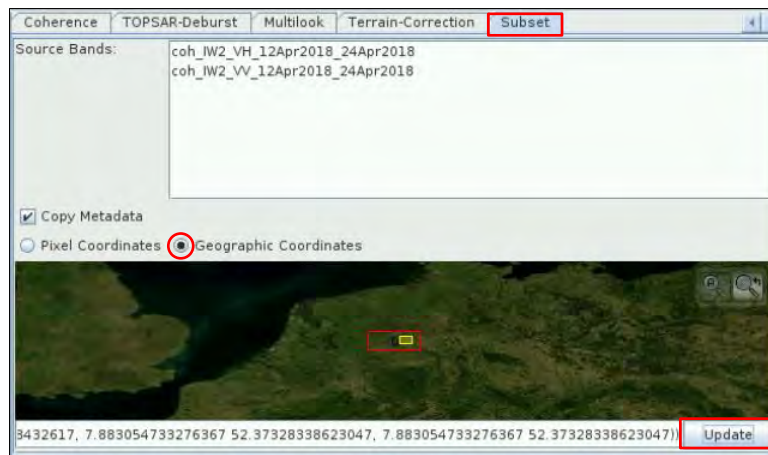 Coherence TOPSAR-Deburst Multilook Terrain-Correction Subset
Source Bands: coh_IW2_VH_12Apr2018_24Apr2018
coh_IW2_VV_12Apr2018_24Apr2018
Copy Metadata
Pixel Coordinates Geographic Coordinates
3432617, 7.883054733276367 52.37328338623047, 7.883054733276367 52.37328338623047)) Update